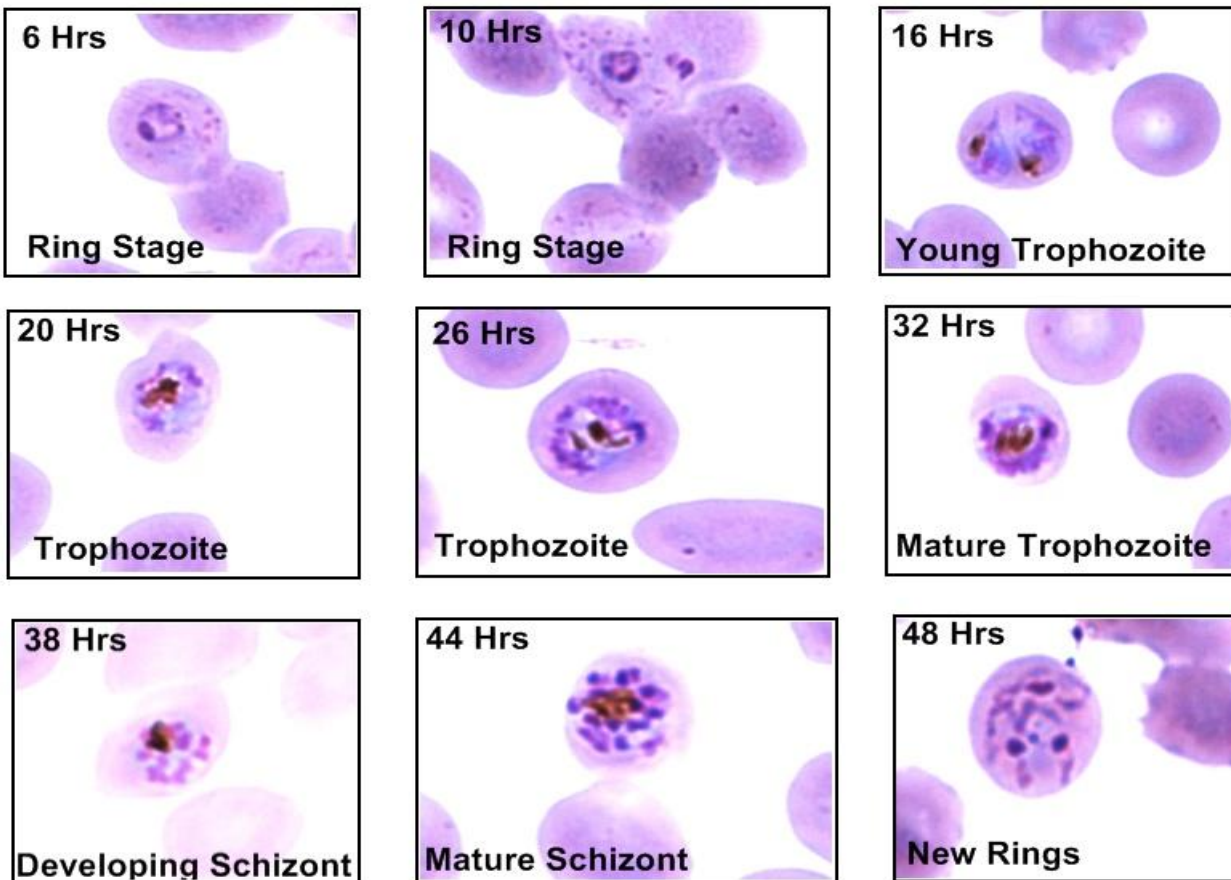 6 Hrs
Ring Stage
10 Hrs
Ring Stage
16 Hrs
Young Trophozoite
20 Hrs
Trophozoite
26 Hrs
Trophozoite
32 Hrs
Mature Trophozoite
38 Hrs
Developing Schizont
44 Hrs
Mature Schizont
48 Hrs
New Rings